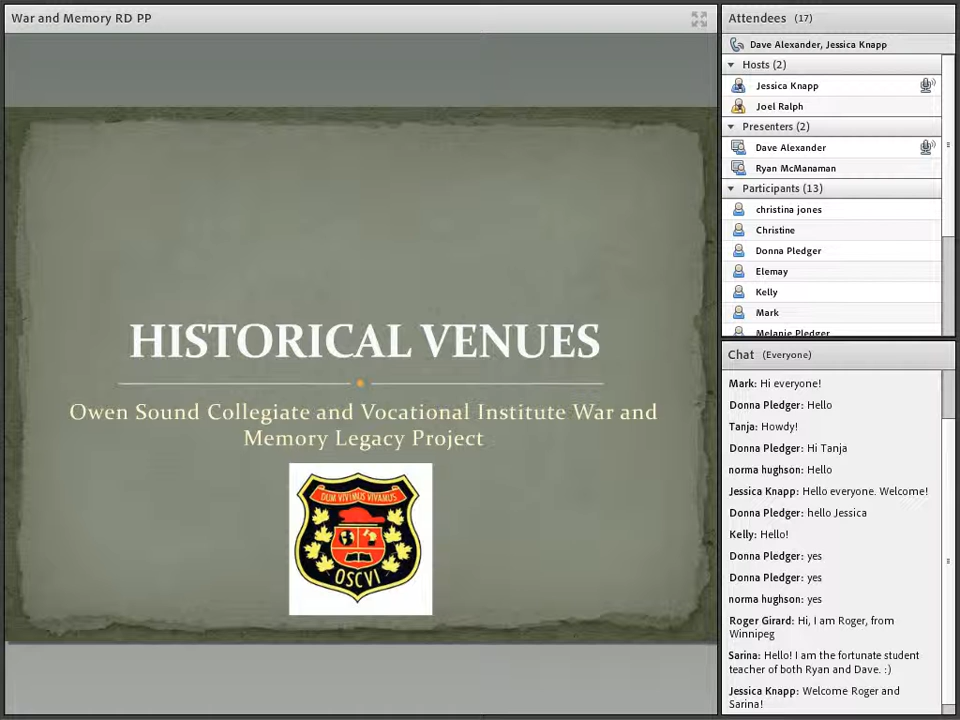 War and Memory RD PP
HISTORICAL VENUES
Owen Sound Collegiate and Vocational Institute War and
Memory Legacy Project
DUM VIVIMUS VIVAMUS
OSCVI
Attendees (17)
Dave Alexander, Jessica Knapp
Hosts (2)
Jessica Knapp
Joel Ralph
Presenters (2)
Dave Alexander
Ryan McManaman
Participants (13)
christina jones
Christine
Donna Pledger
Elemay
Kelly
Mark
Melanie Pledger
Chat (Everyone)
Mark: Hi everyone!
Donna Pledger: Hello
Tanja: Howdy!
Donna Pledger: Hi Tanja
norma hughson: Hello
Jessica Knapp: Hello everyone. Welcome!
Donna Pledger: hello Jessica
Kelly: Hello!
Donna Pledger: yes
Donna Pledger: yes
norma hughson: yes
Roger Girard: Hi, I am Roger, from
Winnipeg
Sarina: Hello! I am the fortunate student
teacher of both Ryan and Dave. :)
Jessica Knapp: Welcome Roger and
Sarina!